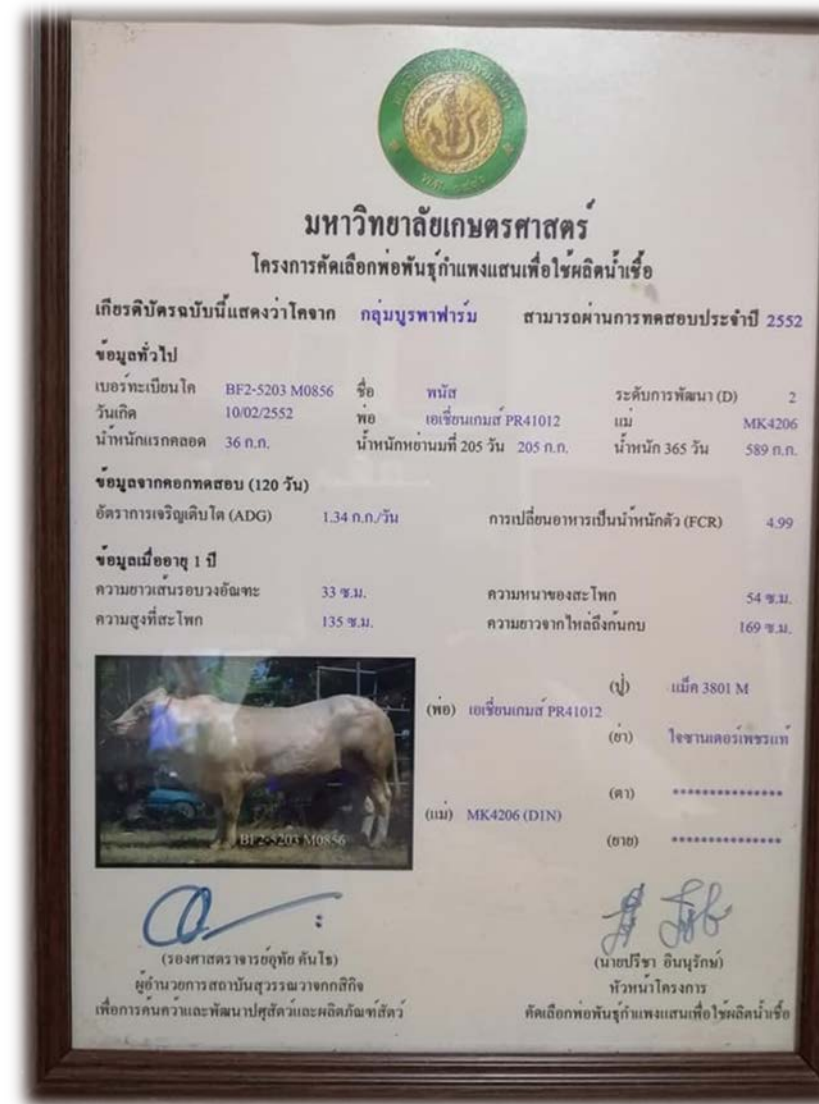 มหาวิทยาลัยเกษตรศาสตร์
โครงการคัดเลือกพ่อพันธุ์กำแพงแสนเพื่อใช้ผลิตน้ำเชื้อ
เกียรติบัตรฉบับนี้แสดงว่าโคจาก กลุ่มบูรพาฟาร์ม สามารถผ่านการทดสอบประจำปี 2552
ข้อมูลทั่วไป
เบอร์ทะเบียนโค BF2-5203 M0856 ชื่อ พนัส ระดับการพัฒนา (D) 2
วันเกิด 10/02/2552 พ่อ เอเชี่ยนเกมส์ PR41012 แม่ MK4206
น้ำหนักแรกคลอด 36 ก.ก. น้ำหนักหย่านมที่ 205 วัน 205 ก.ก. น้ำหนัก 365 วัน 589 ก.ก.
ข้อมูลจากคอกทดสอบ (120 วัน)
อัตราการเจริญเติบโต (ADG) 1.34 ก.ก./วัน การเปลี่ยนอาหารเป็นน้ำหนักตัว (FCR) 4.99
ข้อมูลเมื่ออายุ 1 ปี
ความยาวเส้นรอบวงอัณฑะ 33 ซ.ม. ความหนาของสะโพก 54 ซ.ม.
ความสูงที่สะโพก 135 ซ.ม. ความยาวจากไหล่ถึงก้นกบ 169 ซ.ม.
(ปู่) แม็ค 3801 M
(พ่อ) เอเชี่ยนเกมส์ PR41012
(ย่า) ใจซานเตอร์เพชรแท้
(ตา) ***************
(แม่) MK4206 (DIN)
(ยาย) ***************
BF2-5203 M0856
(รองศาสตราจารย์อุทัย คันโธ) (นายปรีชา อินนุรักษ์)
ผู้อำนวยการสถาบันสุวรรณวาจกกสิกิจ หัวหน้าโครงการ
เพื่อการค้นคว้าและพัฒนาปศุสัตว์และผลิตภัณฑ์สัตว์ คัดเลือกพ่อพันธุ์กำแพงแสนเพื่อใช้ผลิตน้ำเชื้อ